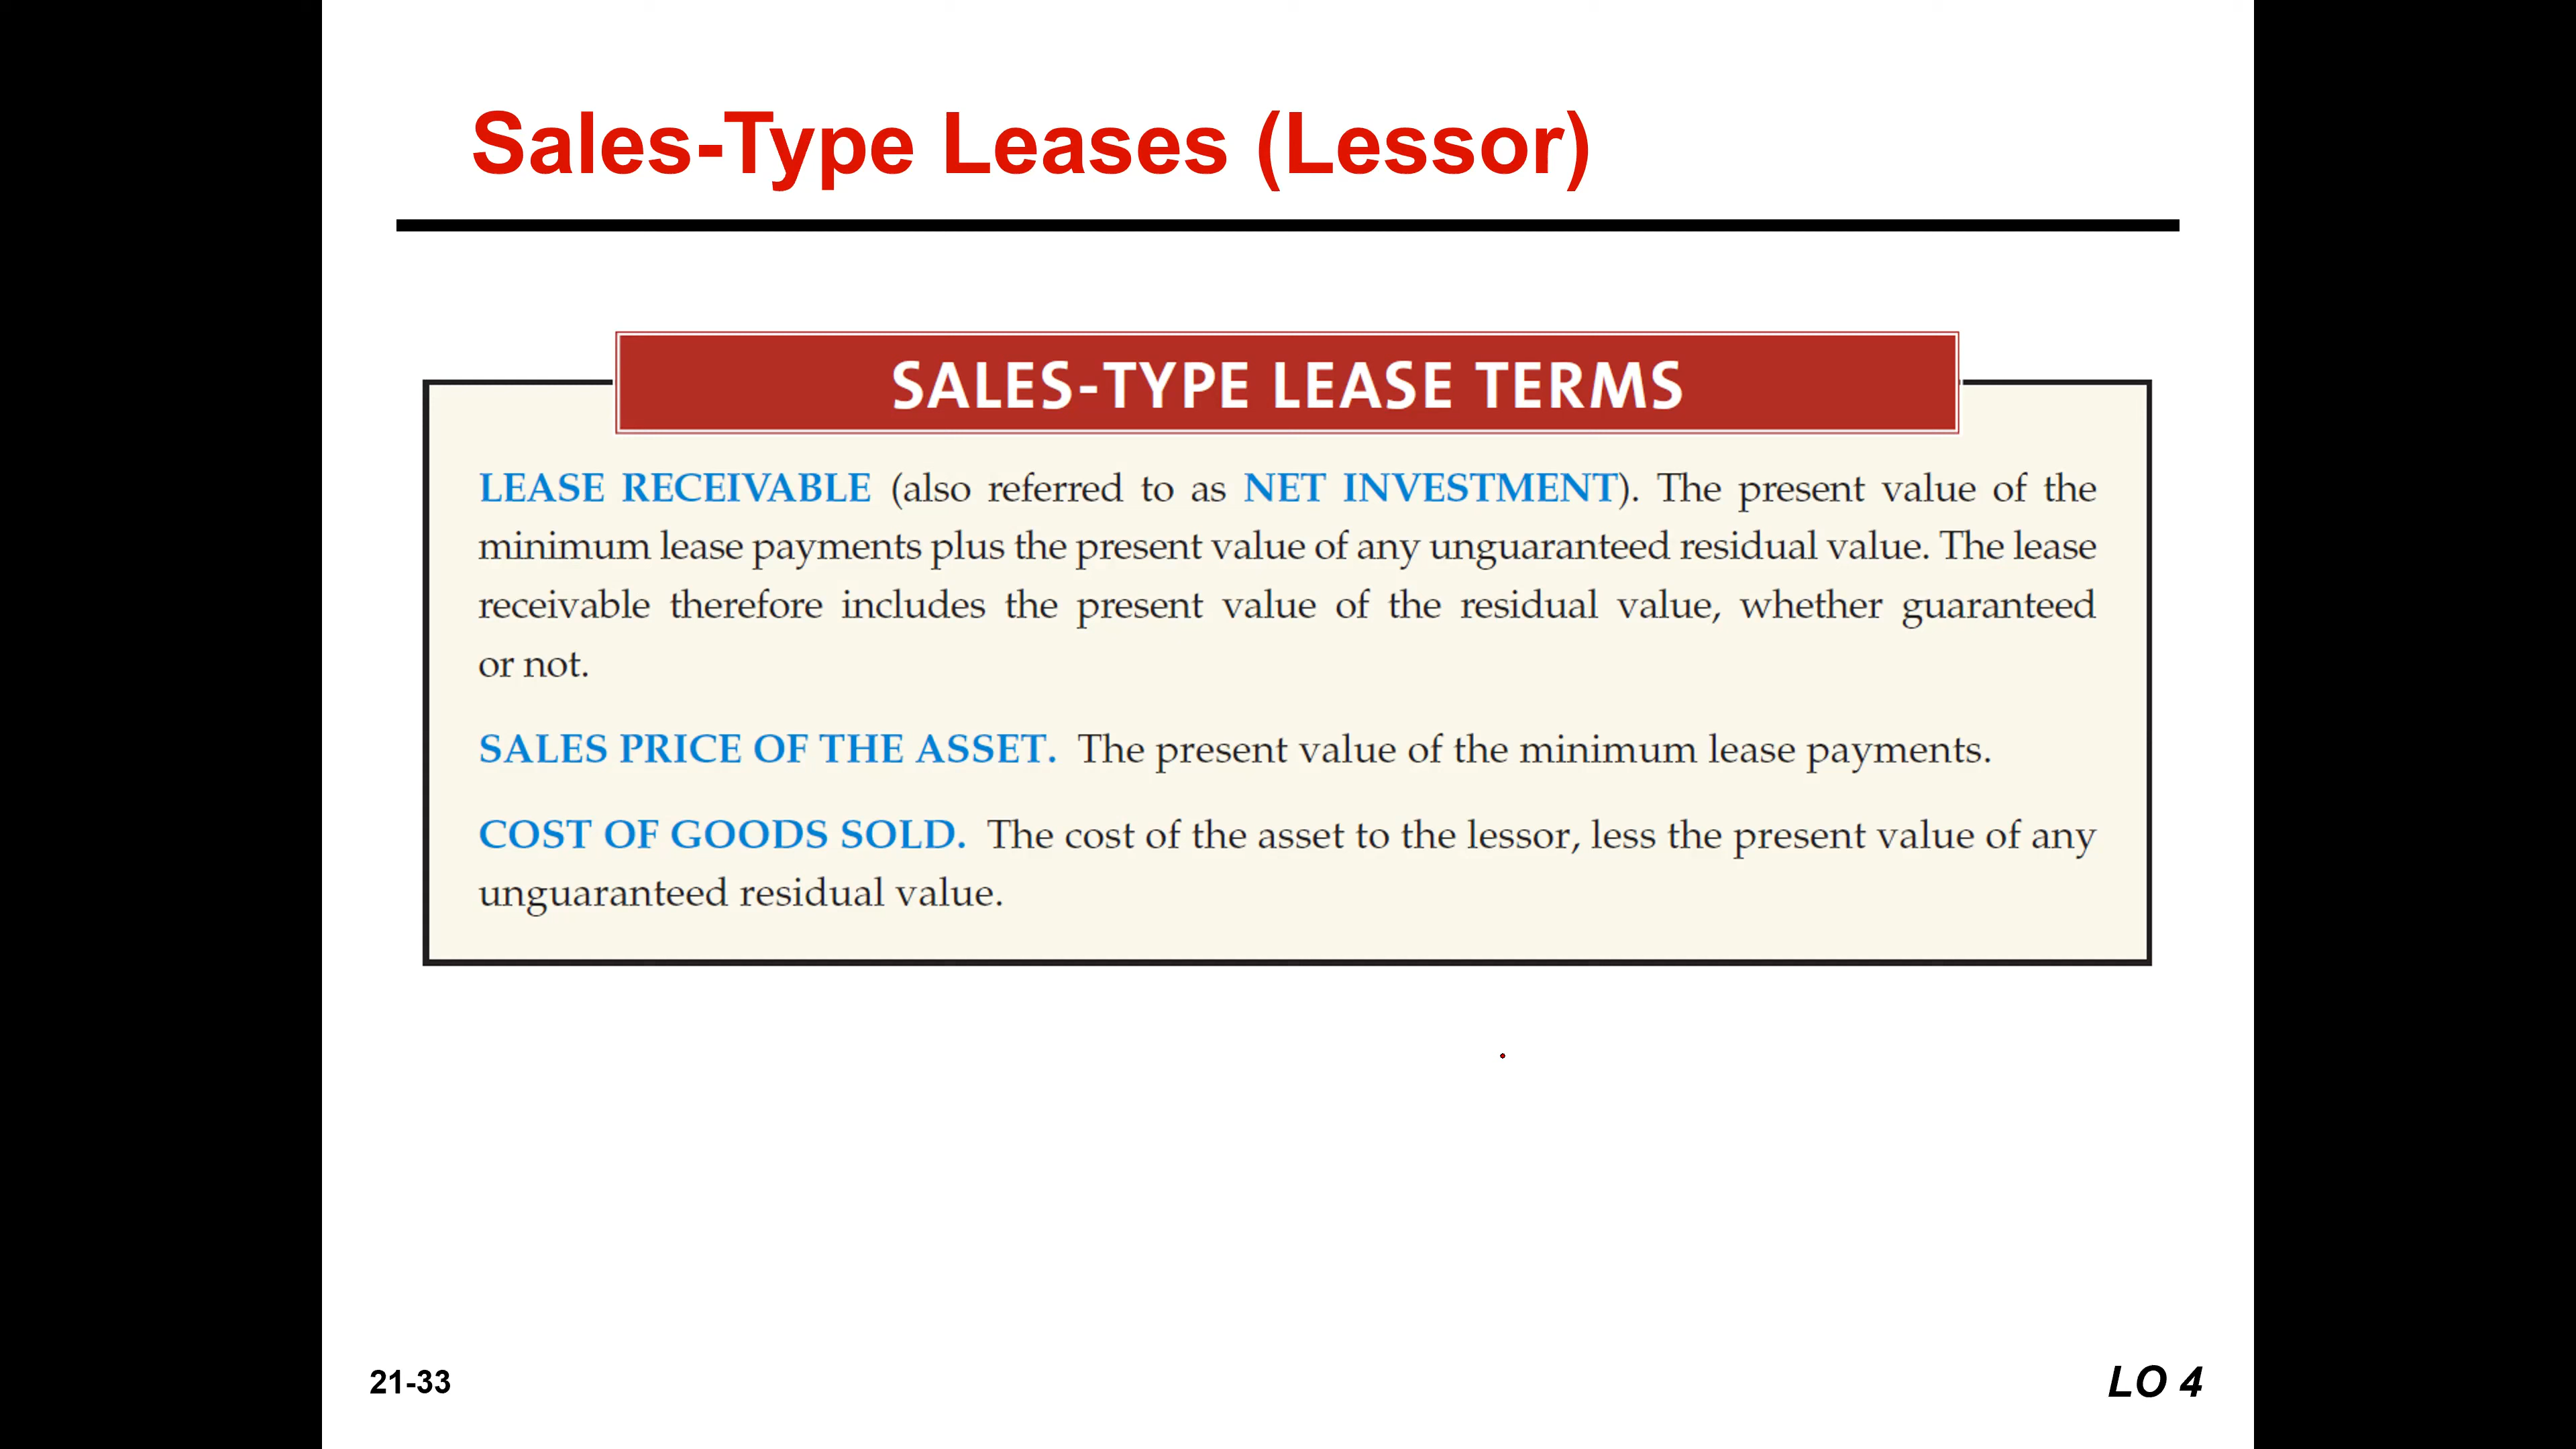 Sales-Type Leases (Lessor)
SALES-TYPE LEASE TERMS
LEASE RECEIVABLE (also referred to as NET INVESTMENT). The present value of the
minimum lease payments plus the present value of any unguaranteed residual value. The lease
receivable therefore includes the present value of the residual value, whether guaranteed
or not.
SALES PRICE OF THE ASSET. The present value of the minimum lease payments.
COST OF GOODS SOLD. The cost of the asset to the lessor, less the present value of any
unguaranteed residual value.
21-33
LO 4